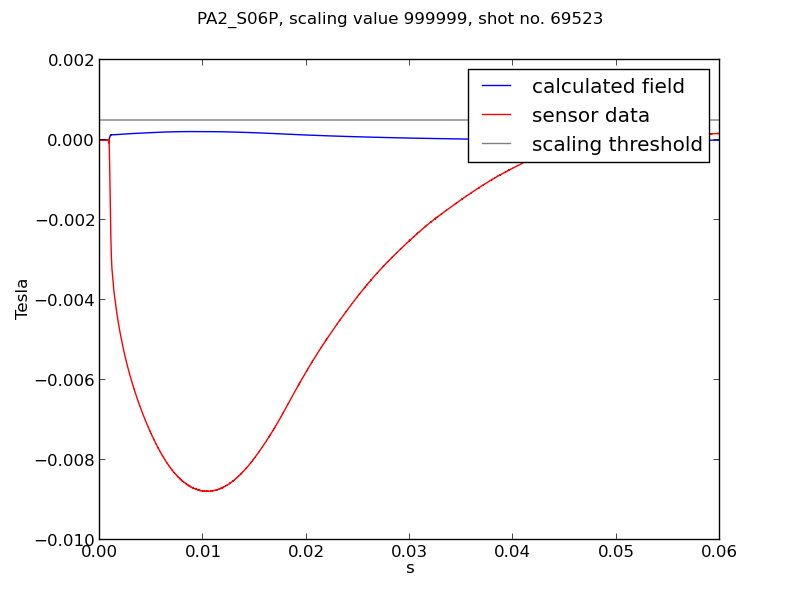 PA2_S06P, scaling value 999999, shot no. 69523
calculated field
sensor data
scaling threshold
0.002
0.000
−0.002
−0.004
−0.006
−0.008
−0.010
Tesla
0.00
0.01
0.02
0.03
0.04
0.05
0.06
s